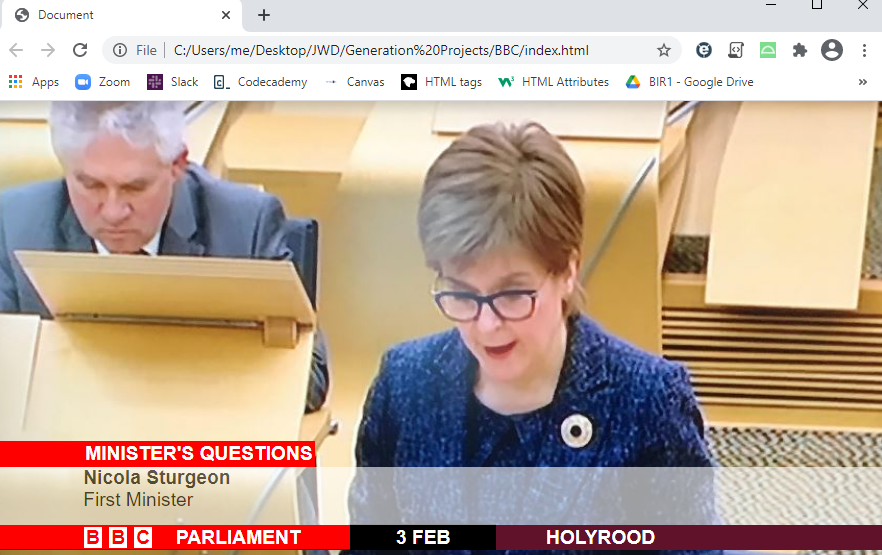 Document
File | C:/Users/me/Desktop/JWD/Generation%20Projects/BBC/index.html
Apps Zoom Slack Codecademy Canvas HTML tags HTML Attributes BIR1 - Google Drive »
MINISTER'S QUESTIONS
Nicola Sturgeon
First Minister
BBC PARLIAMENT 3 FEB HOLYROOD